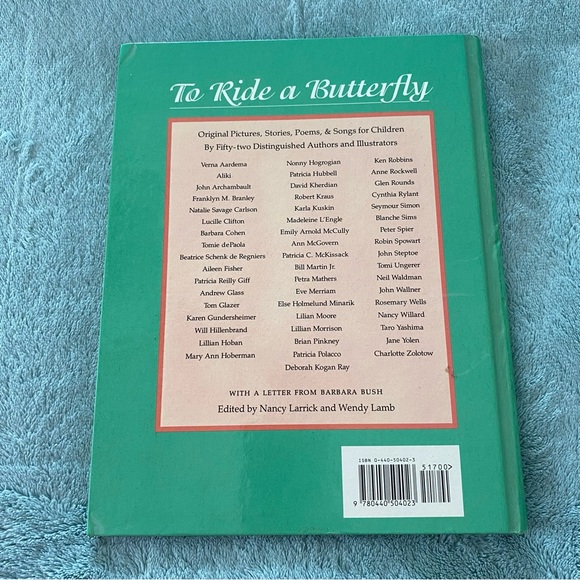 To Ride a Butterfly
Original Pictures, Stories, Poems, & Songs for Children
By Fifty-two Distinguished Authors and Illustrators
Verna Aardema
Aliki
John Archambault
Franklyn M. Branley
Natalie Savage Carlson
Lucille Clifton
Barbara Cohen
Tomie dePaola
Beatrice Schenk de Regniers
Aileen Fisher
Patricia Reilly Giff
Andrew Glass
Tom Glazer
Karen Gundersheimer
Will Hillenbrand
Lillian Hoban
Mary Ann Hoberman
Nonny Hogrogian
Patricia Hubbell
David Kherdian
Robert Kraus
Karla Kuskin
Madeleine L'Engle
Emily Arnold McCully
Ann McGovern
Patricia C. McKissack
Bill Martin Jr.
Petra Mathers
Eve Merriam
Else Holmelund Minarik
Lilian Moore
Lillian Morrison
Brian Pinkney
Patricia Polacco
Deborah Kogan Ray
Ken Robbins
Anne Rockwell
Glen Rounds
Cynthia Rylant
Seymour Simon
Blanche Sims
Peter Spier
Robin Spowart
John Steptoe
Tomi Ungerer
Neil Waldman
John Wallner
Rosemary Wells
Nancy Willard
Taro Yashima
Jane Yolen
Charlotte Zolotow
WITH A LETTER FROM BARBARA BUSH
Edited by Nancy Larrick and Wendy Lamb
ISBN 0-440-50402-3
51700>
9 780440 504023